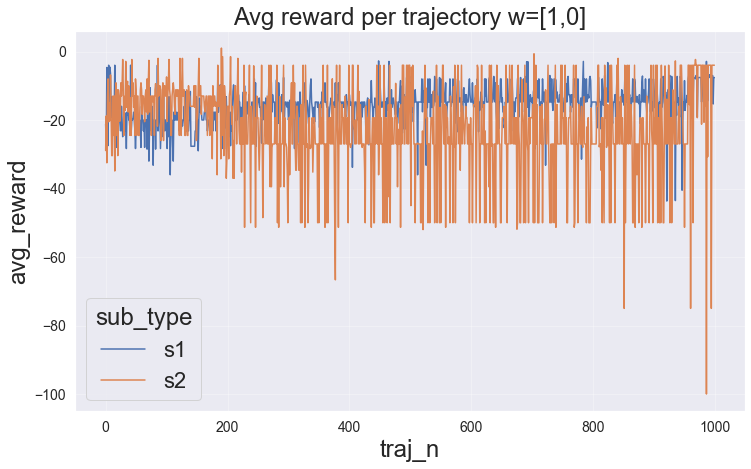 Avg reward per trajectory w=[1,0]
avg_reward
0
−20
−40
−60
−80
−100
sub_type
s1
s2
0
200
400
600
800
1000
traj_n